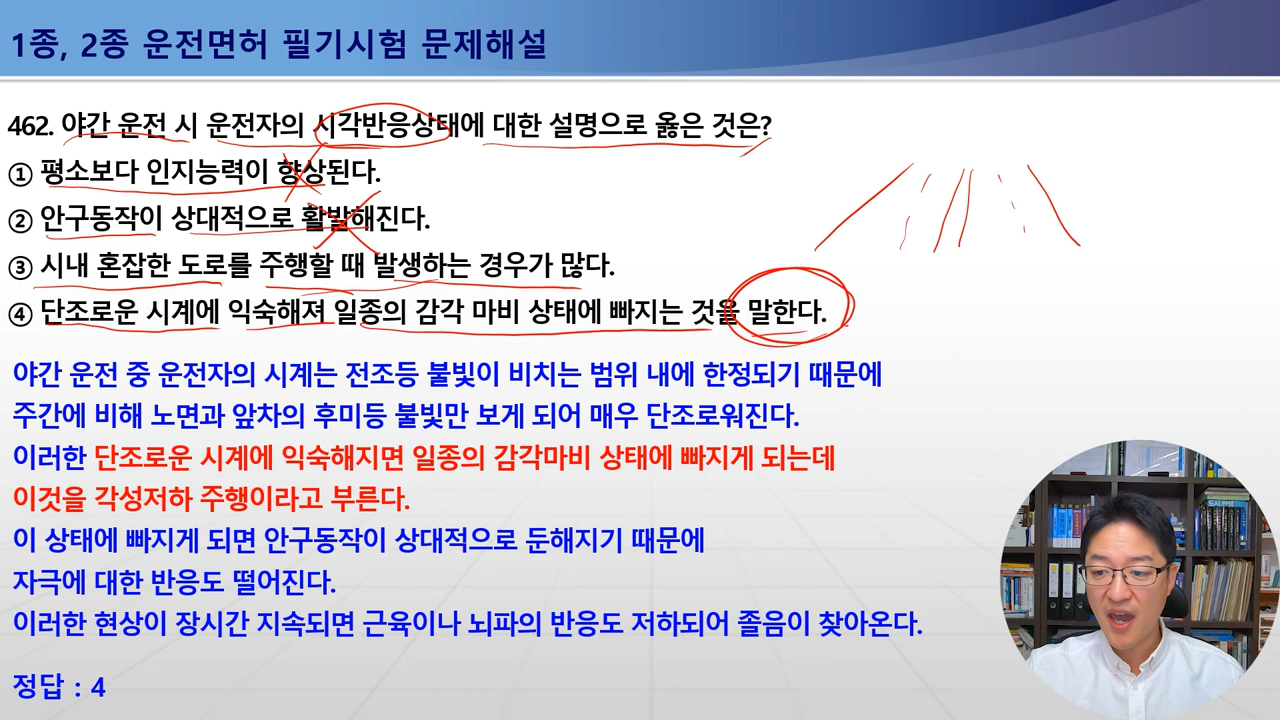 1종, 2종 운전면허 필기시험 문제해설
462. 야간 운전 시 운전자의 시각반응상태에 대한 설명으로 옳은 것은?
① 평소보다 인지능력이 향상된다.
② 안구동작이 상대적으로 활발해진다.
③ 시내 혼잡한 도로를 주행할 때 발생하는 경우가 많다.
④ 단조로운 시계에 익숙해져 일종의 감각 마비 상태에 빠지는 것을 말한다.
야간 운전 중 운전자의 시계는 전조등 불빛이 비치는 범위 내에 한정되기 때문에
주간에 비해 노면과 앞차의 후미등 불빛만 보게 되어 매우 단조로워진다.
이러한 단조로운 시계에 익숙해지면 일종의 감각마비 상태에 빠지게 되는데
이것을 각성저하 주행이라고 부른다.
이 상태에 빠지게 되면 안구동작이 상대적으로 둔해지기 때문에
자극에 대한 반응도 떨어진다.
이러한 현상이 장시간 지속되면 근육이나 뇌파의 반응도 저하되어 졸음이 찾아온다.
정답 : 4